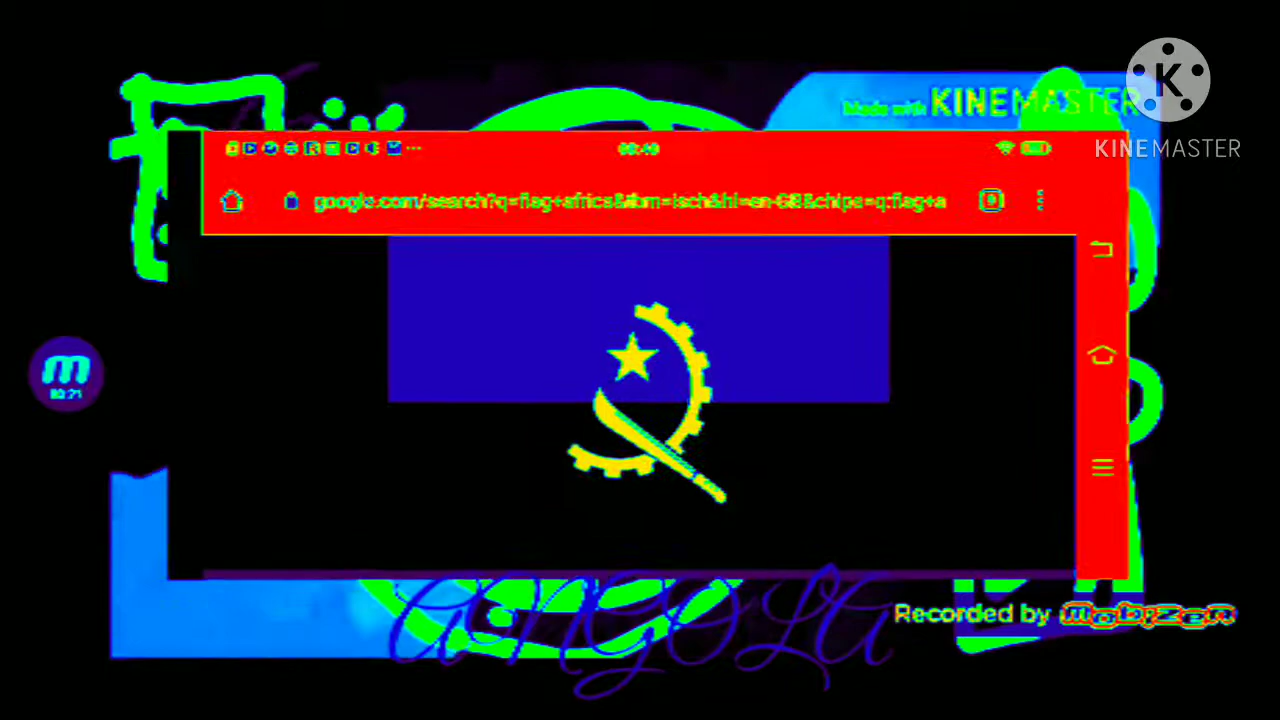 Made with KINEMASTER
K
KINEMASTER
google.com/search?q=flag+africa&tbm=isch&hl=en-GB&chips=q:flag+a
m
Recorded by mobizen
ANGOLA